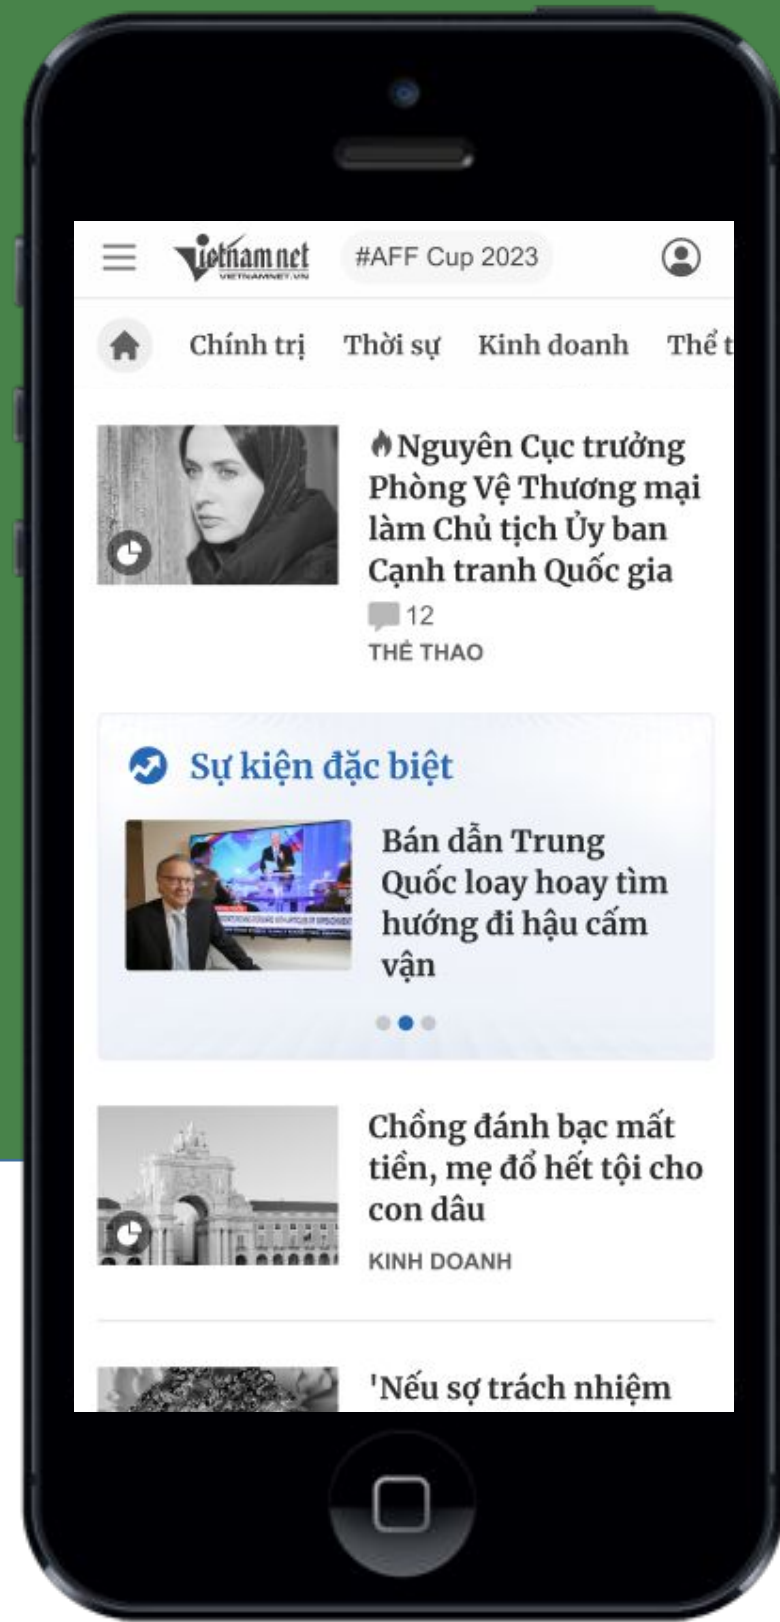 Vietnamnet
VIETNAMNET.VN
#AFF Cup 2023
Chính trị
Thời sự
Kinh doanh
Thể t
Nguyên Cục trưởng
Phòng Vệ Thương mại
làm Chủ tịch Ủy ban
Cạnh tranh Quốc gia
12
THỂ THAO
Sự kiện đặc biệt
Bán dẫn Trung
Quốc loay hoay tìm
hướng đi hậu cấm
vận
Chồng đánh bạc mất
tiền, mẹ đổ hết tội cho
con dâu
KINH DOANH
'Nếu sợ trách nhiệm